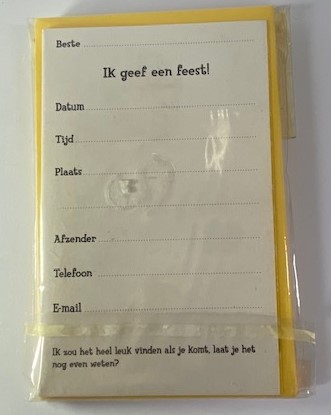 Beste
Ik geef een feest!
Datum
Tijd
Plaats
Afzender
Telefoon
E-mail
Ik zou het heel leuk vinden als je komt, laat je het
nog even weten?